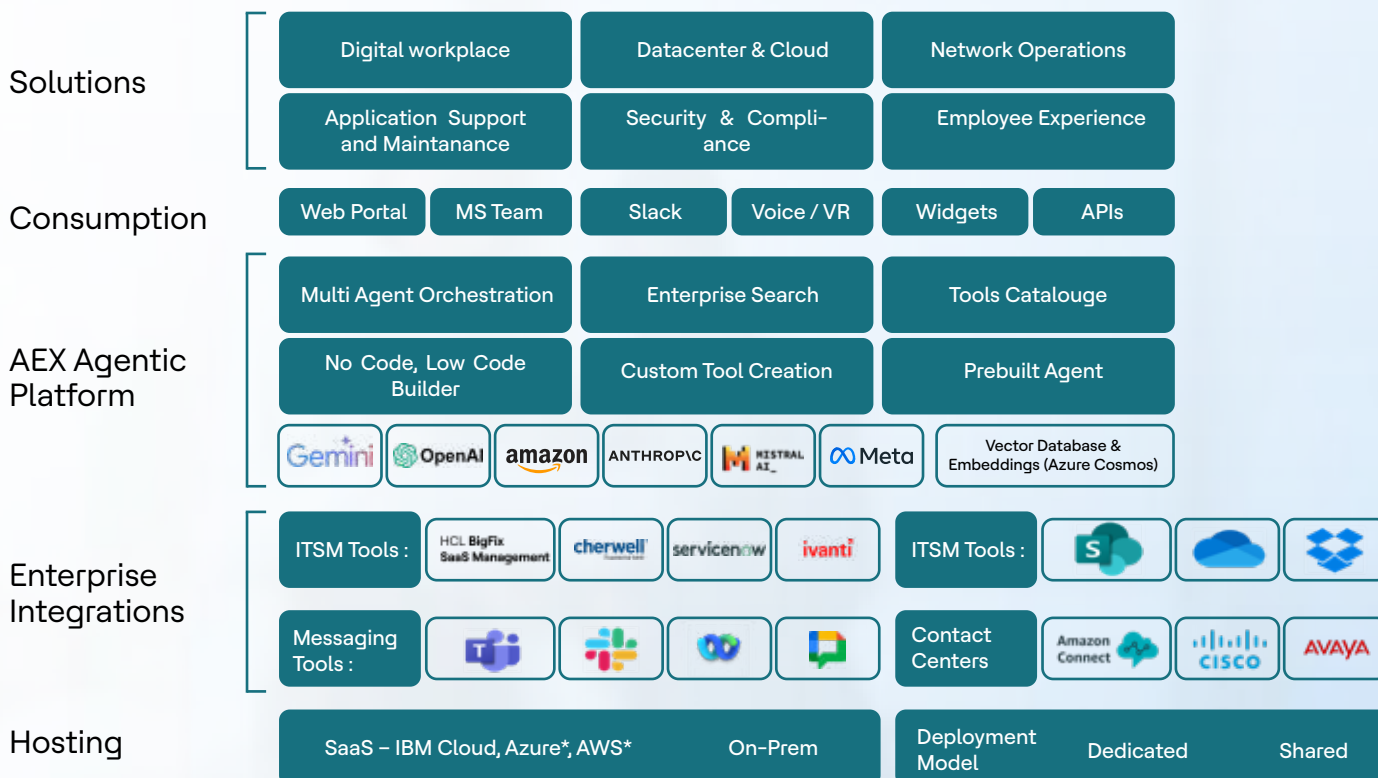 Solutions
Digital workplace
Datacenter & Cloud
Network Operations
Application Support
and Maintanance
Security & Compli-
ance
Employee Experience
Consumption
Web Portal
MS Team
Slack
Voice / VR
Widgets
APIs
AEX Agentic
Platform
Multi Agent Orchestration
Enterprise Search
Tools Catalouge
No Code, Low Code
Builder
Custom Tool Creation
Prebuilt Agent
Gemini
OpenAI
amazon
ANTHROP\C
MISTRAL
AI_
Meta
Vector Database &
Embeddings (Azure Cosmos)
Enterprise
Integrations
ITSM Tools :
HCL BigFix
SaaS Management
cherwell
servicenow
ivanti
ITSM Tools :
S
Messaging
Tools :
T
Contact
Centers
Amazon
Connect
CISCO
AVAYA
Hosting
SaaS – IBM Cloud, Azure*, AWS*
On-Prem
Deployment
Model
Dedicated
Shared